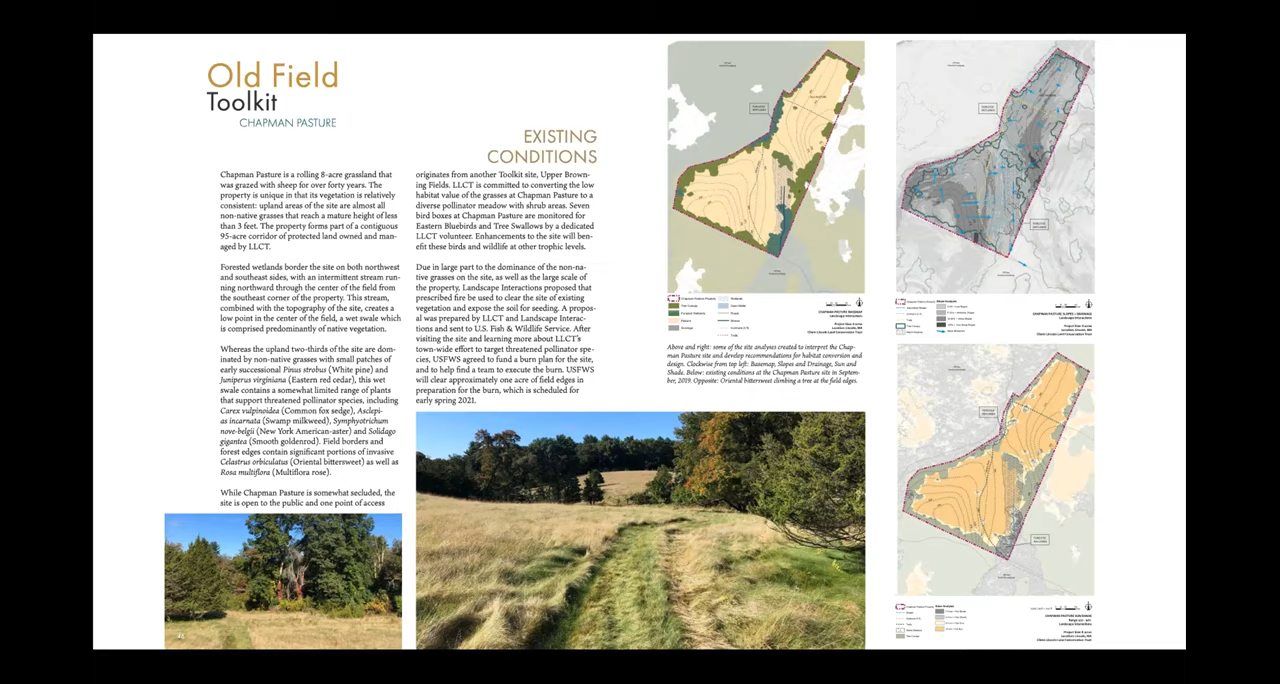 Old Field
Toolkit
CHAPMAN PASTURE
EXISTING
CONDITIONS
Chapman Pasture is a rolling 8-acre grassland that
was grazed with sheep for over forty years. The
property is unique in that its vegetation is relatively
consistent: upland areas of the site are almost all
non-native grasses that reach a mature height of less
than 3 feet. The property forms part of a contiguous
95-acre corridor of protected land owned and man-
aged by LLCT.
Forested wetlands border the site on both northwest
and southeast sides, with an intermittent stream run-
ning northward through the center of the field from
the southeast corner of the property. This stream,
combined with the topography of the site, creates a
low point in the center of the field, a wet swale which
is comprised predominantly of native vegetation.
Whereas the upland two-thirds of the site are dom-
inated by non-native grasses with small patches of
early successional Pinus strobus (White pine) and
Juniperus virginiana (Eastern red cedar), this wet
swale contains a somewhat limited range of plants
that support threatened pollinator species, including
Carex vulpinoidea (Common fox sedge), Asclepi-
as incarnata (Swamp milkweed), Symphyotrichum
nove-belgii (New York American-aster) and Solidago
gigantea (Smooth goldenrod). Field borders and
forest edges contain significant portions of invasive
Celastrus orbiculatus (Oriental bittersweet) as well as
Rosa multiflora (Multiflora rose).
While Chapman Pasture is somewhat secluded, the
site is open to the public and one point of access
originates from another Toolkit site, Upper Brown-
ing Fields. LLCT is committed to converting the low
habitat value of the grasses at Chapman Pasture to a
diverse pollinator meadow with shrub areas. Seven
bird boxes at Chapman Pasture are monitored for
Eastern Bluebirds and Tree Swallows by a dedicated
LLCT volunteer. Enhancements to the site will ben-
efit these birds and wildlife at other trophic levels.
Due in large part to the dominance of the non-na-
tive grasses on the site, as well as the large scale of
the property, Landscape Interactions proposed that
prescribed fire be used to clear the site of existing
vegetation and expose the soil for seeding. A propos-
al was prepared by LLCT and Landscape Interac-
tions and sent to U.S. Fish & Wildlife Service. After
visiting the site and learning more about LLCT's
town-wide effort to target threatened pollinator spe-
cies, USFWS agreed to fund a burn plan for the site,
and to help find a team to execute the burn. USFWS
will clear approximately one acre of field edges in
preparation for the burn, which is scheduled for
early spring 2021.
Above and right: some of the site analyses created to interpret the Chap-
man Pasture site and develop recommendations for habitat conversion and
design. Clockwise from top left: Basemap, Slopes and Drainage, Sun and
Shade. Below: existing conditions at the Chapman Pasture site in Septem-
ber, 2019. Opposite: Oriental bittersweet climbing a tree at the field edges.